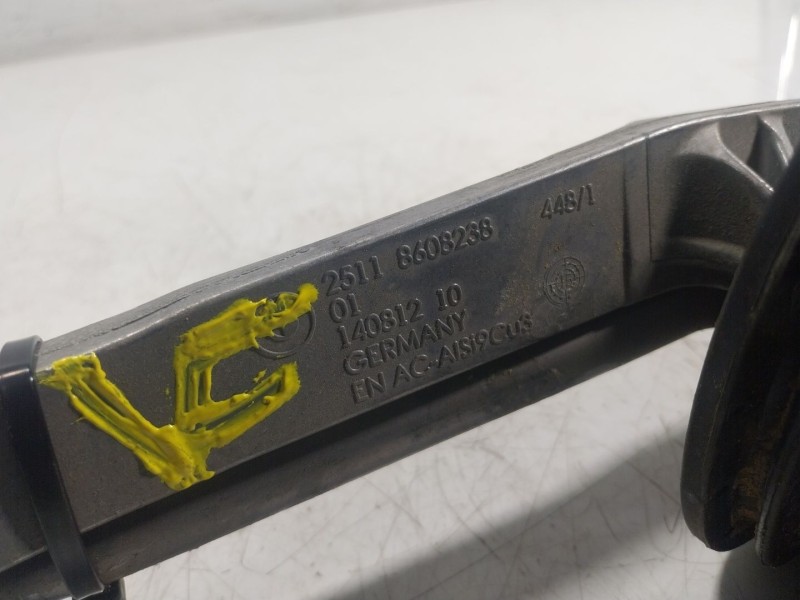 2511 8608238
448/1
01
140812 10
GERMANY
EN AC-AlSi9Cu3